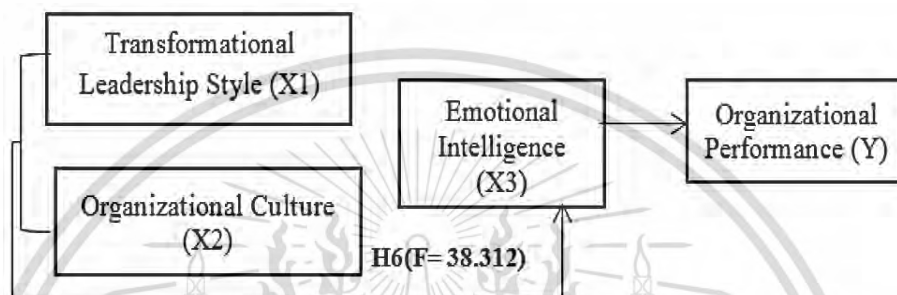 Transformational
Leadership Style (X1)
Emotional
Intelligence
(X3)
Organizational
Performance (Y)
Organizational Culture
(X2)
H6(F= 38.312)